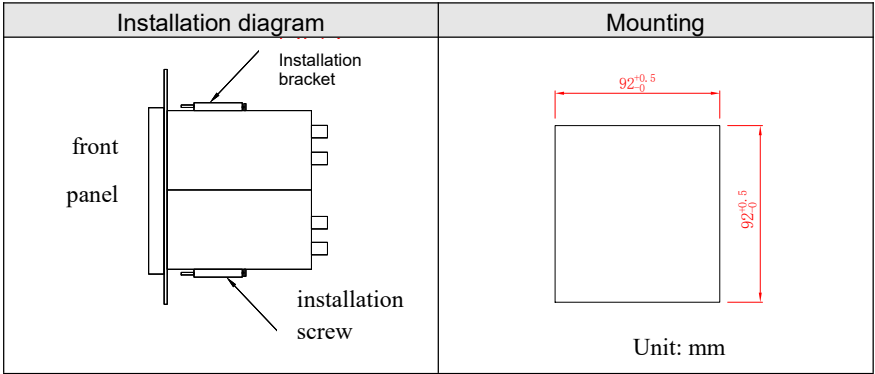 Installation diagram
Mounting
Installation
bracket
front
panel
installation
screw
92+0.5 -0
92+0.5 -0
Unit: mm